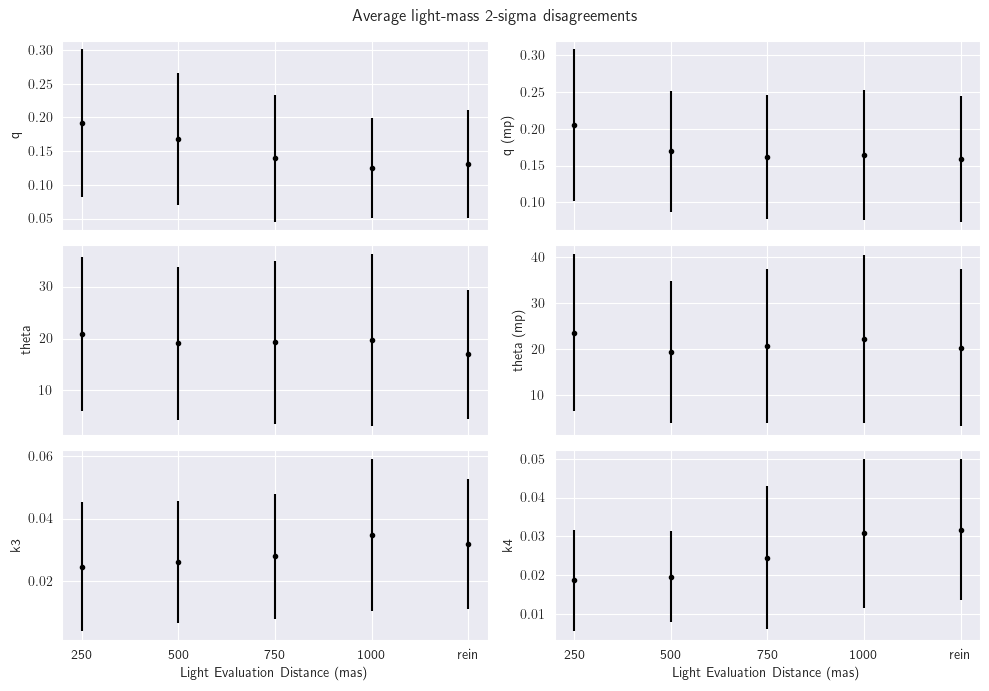 Average light-mass 2-sigma disagreements
0.30
0.25
0.20
0.15
0.10
0.05
q
0.30
0.25
0.20
0.15
0.10
q (mp)
30
20
10
theta
40
30
20
10
theta (mp)
0.06
0.04
0.02
k3
250 500 750 1000 rein
Light Evaluation Distance (mas)
0.05
0.04
0.03
0.02
0.01
k4
250 500 750 1000 rein
Light Evaluation Distance (mas)